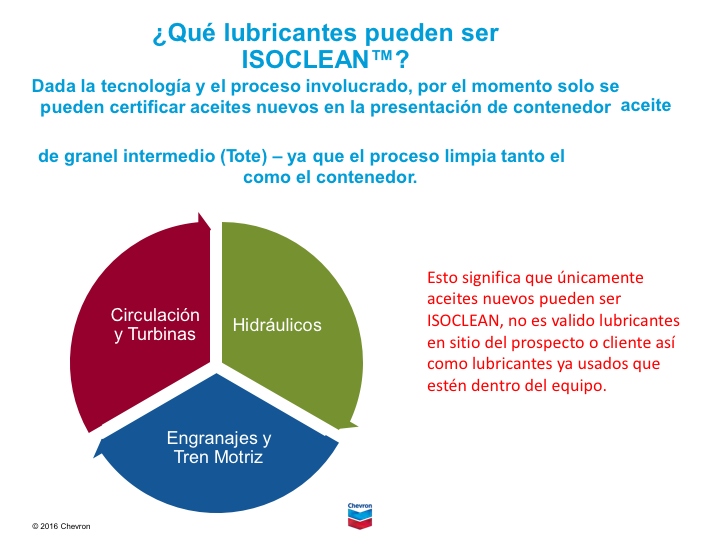 ¿Qué lubricantes pueden ser
ISOCLEAN™?
Dada la tecnología y el proceso involucrado, por el momento solo se
pueden certificar aceites nuevos en la presentación de contenedor aceite
de granel intermedio (Tote) – ya que el proceso limpia tanto el
como el contenedor.
Circulación
y Turbinas
Hidráulicos
Engranajes y
Tren Motriz
Esto significa que únicamente
aceites nuevos pueden ser
ISOCLEAN, no es valido lubricantes
en sitio del prospecto o cliente así
como lubricantes ya usados que
estén dentro del equipo.
© 2016 Chevron
Chevron